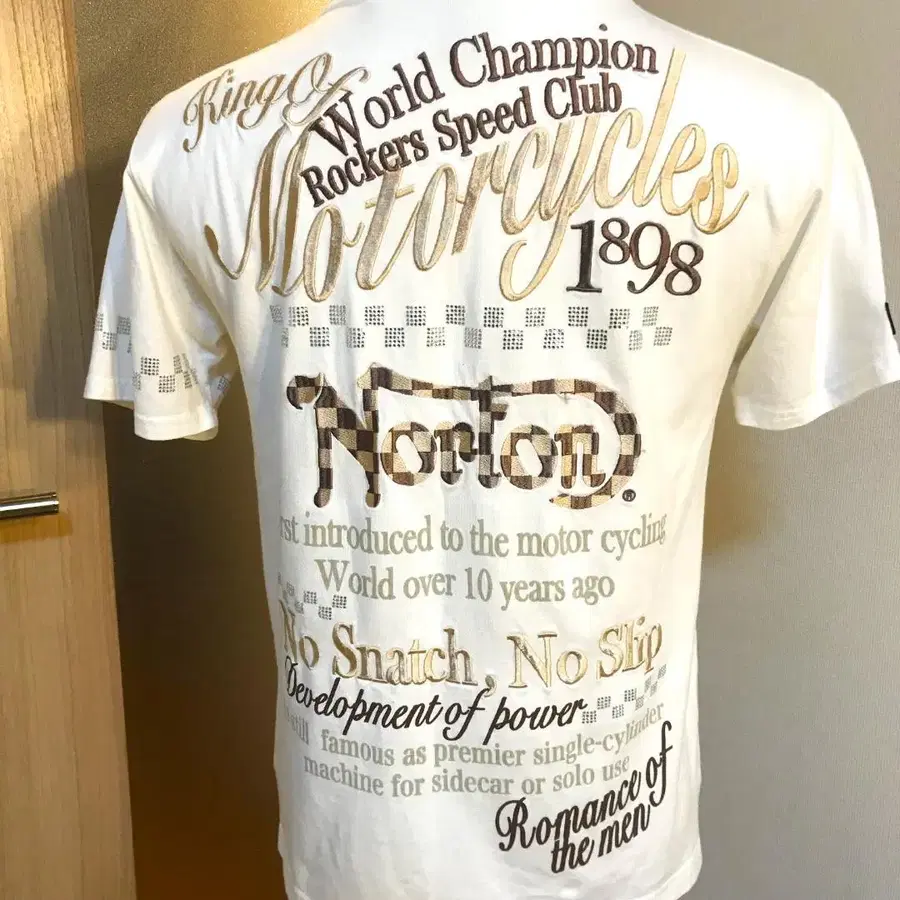 King Of
World Champion
Rockers Speed Club
Motorcycles
1898
Norton®
introduced to the motor cycling
World over 10 years ago
No Snatch, No Slip
Development of power
still famous as premier single-cylinder
machine for sidecar or solo use
Romance of
the men